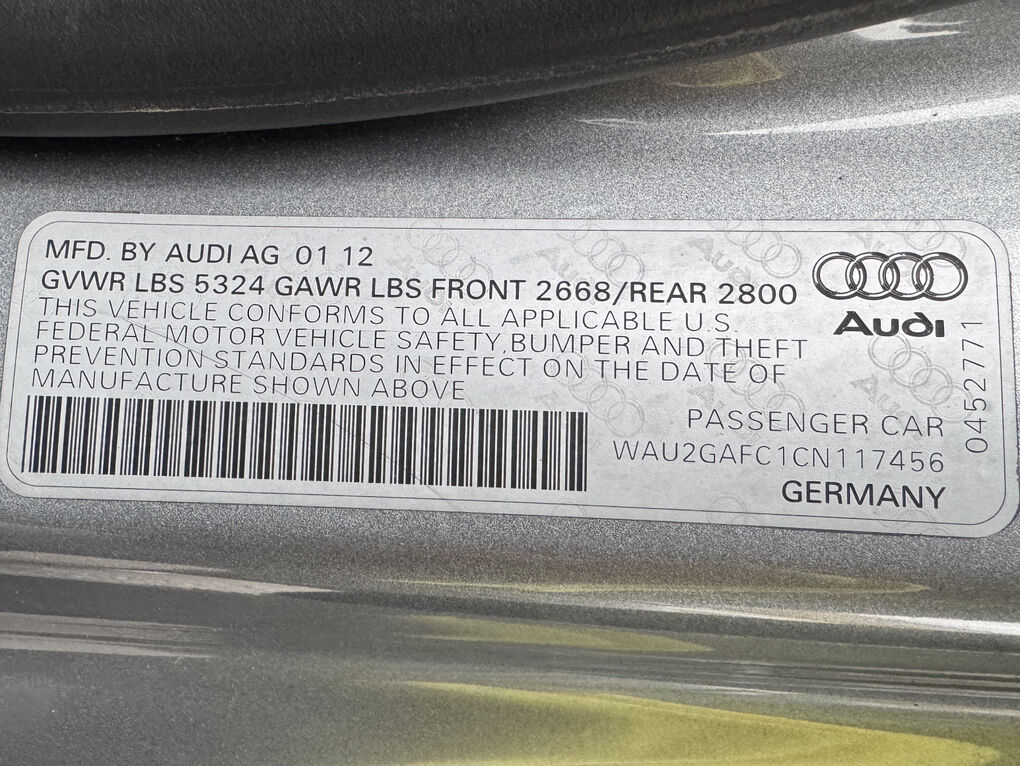 MFD. BY AUDI AG 01 12
GVWR LBS 5324 GAWR LBS FRONT 2668/REAR 2800
THIS VEHICLE CONFORMS TO ALL APPLICABLE U.S.
FEDERAL MOTOR VEHICLE SAFETY,BUMPER AND THEFT
PREVENTION STANDARDS IN EFFECT ON THE DATE OF
MANUFACTURE SHOWN ABOVE
Audi
PASSENGER CAR
WAU2GAFC1CN117456
GERMANY
0452771